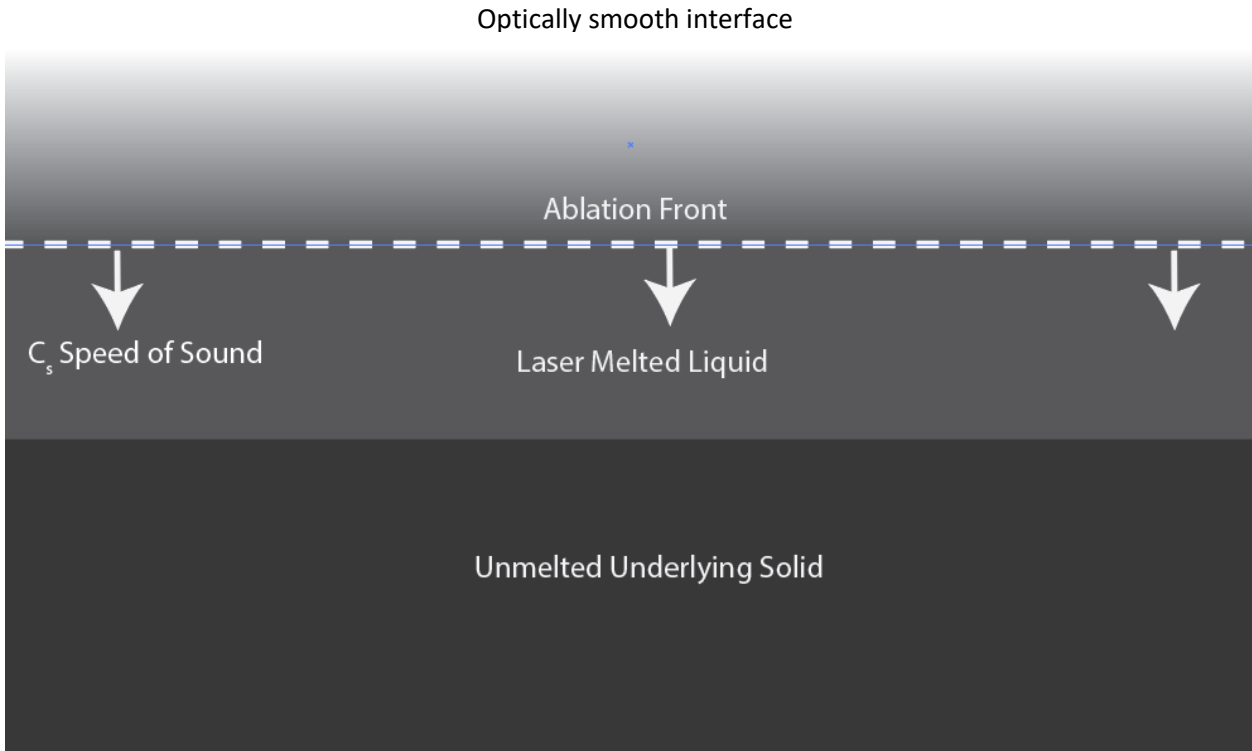 Optically smooth interface
Ablation Front
Cs Speed of Sound
Laser Melted Liquid
Unmelted Underlying Solid